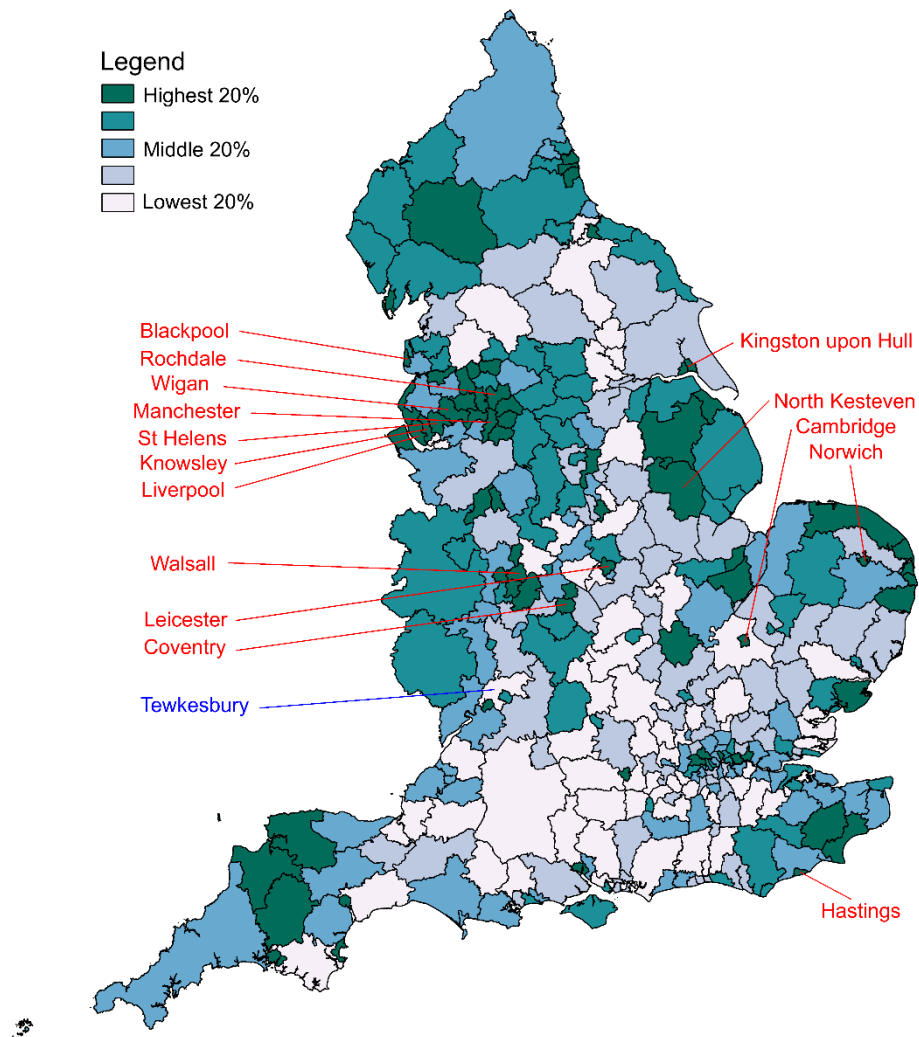 Legend
Highest 20%
Middle 20%
Lowest 20%
Blackpool
Rochdale
Wigan
Manchester
St Helens
Knowsley
Liverpool
Kingston upon Hull
North Kesteven
Cambridge
Norwich
Walsall
Leicester
Coventry
Tewkesbury
Hastings